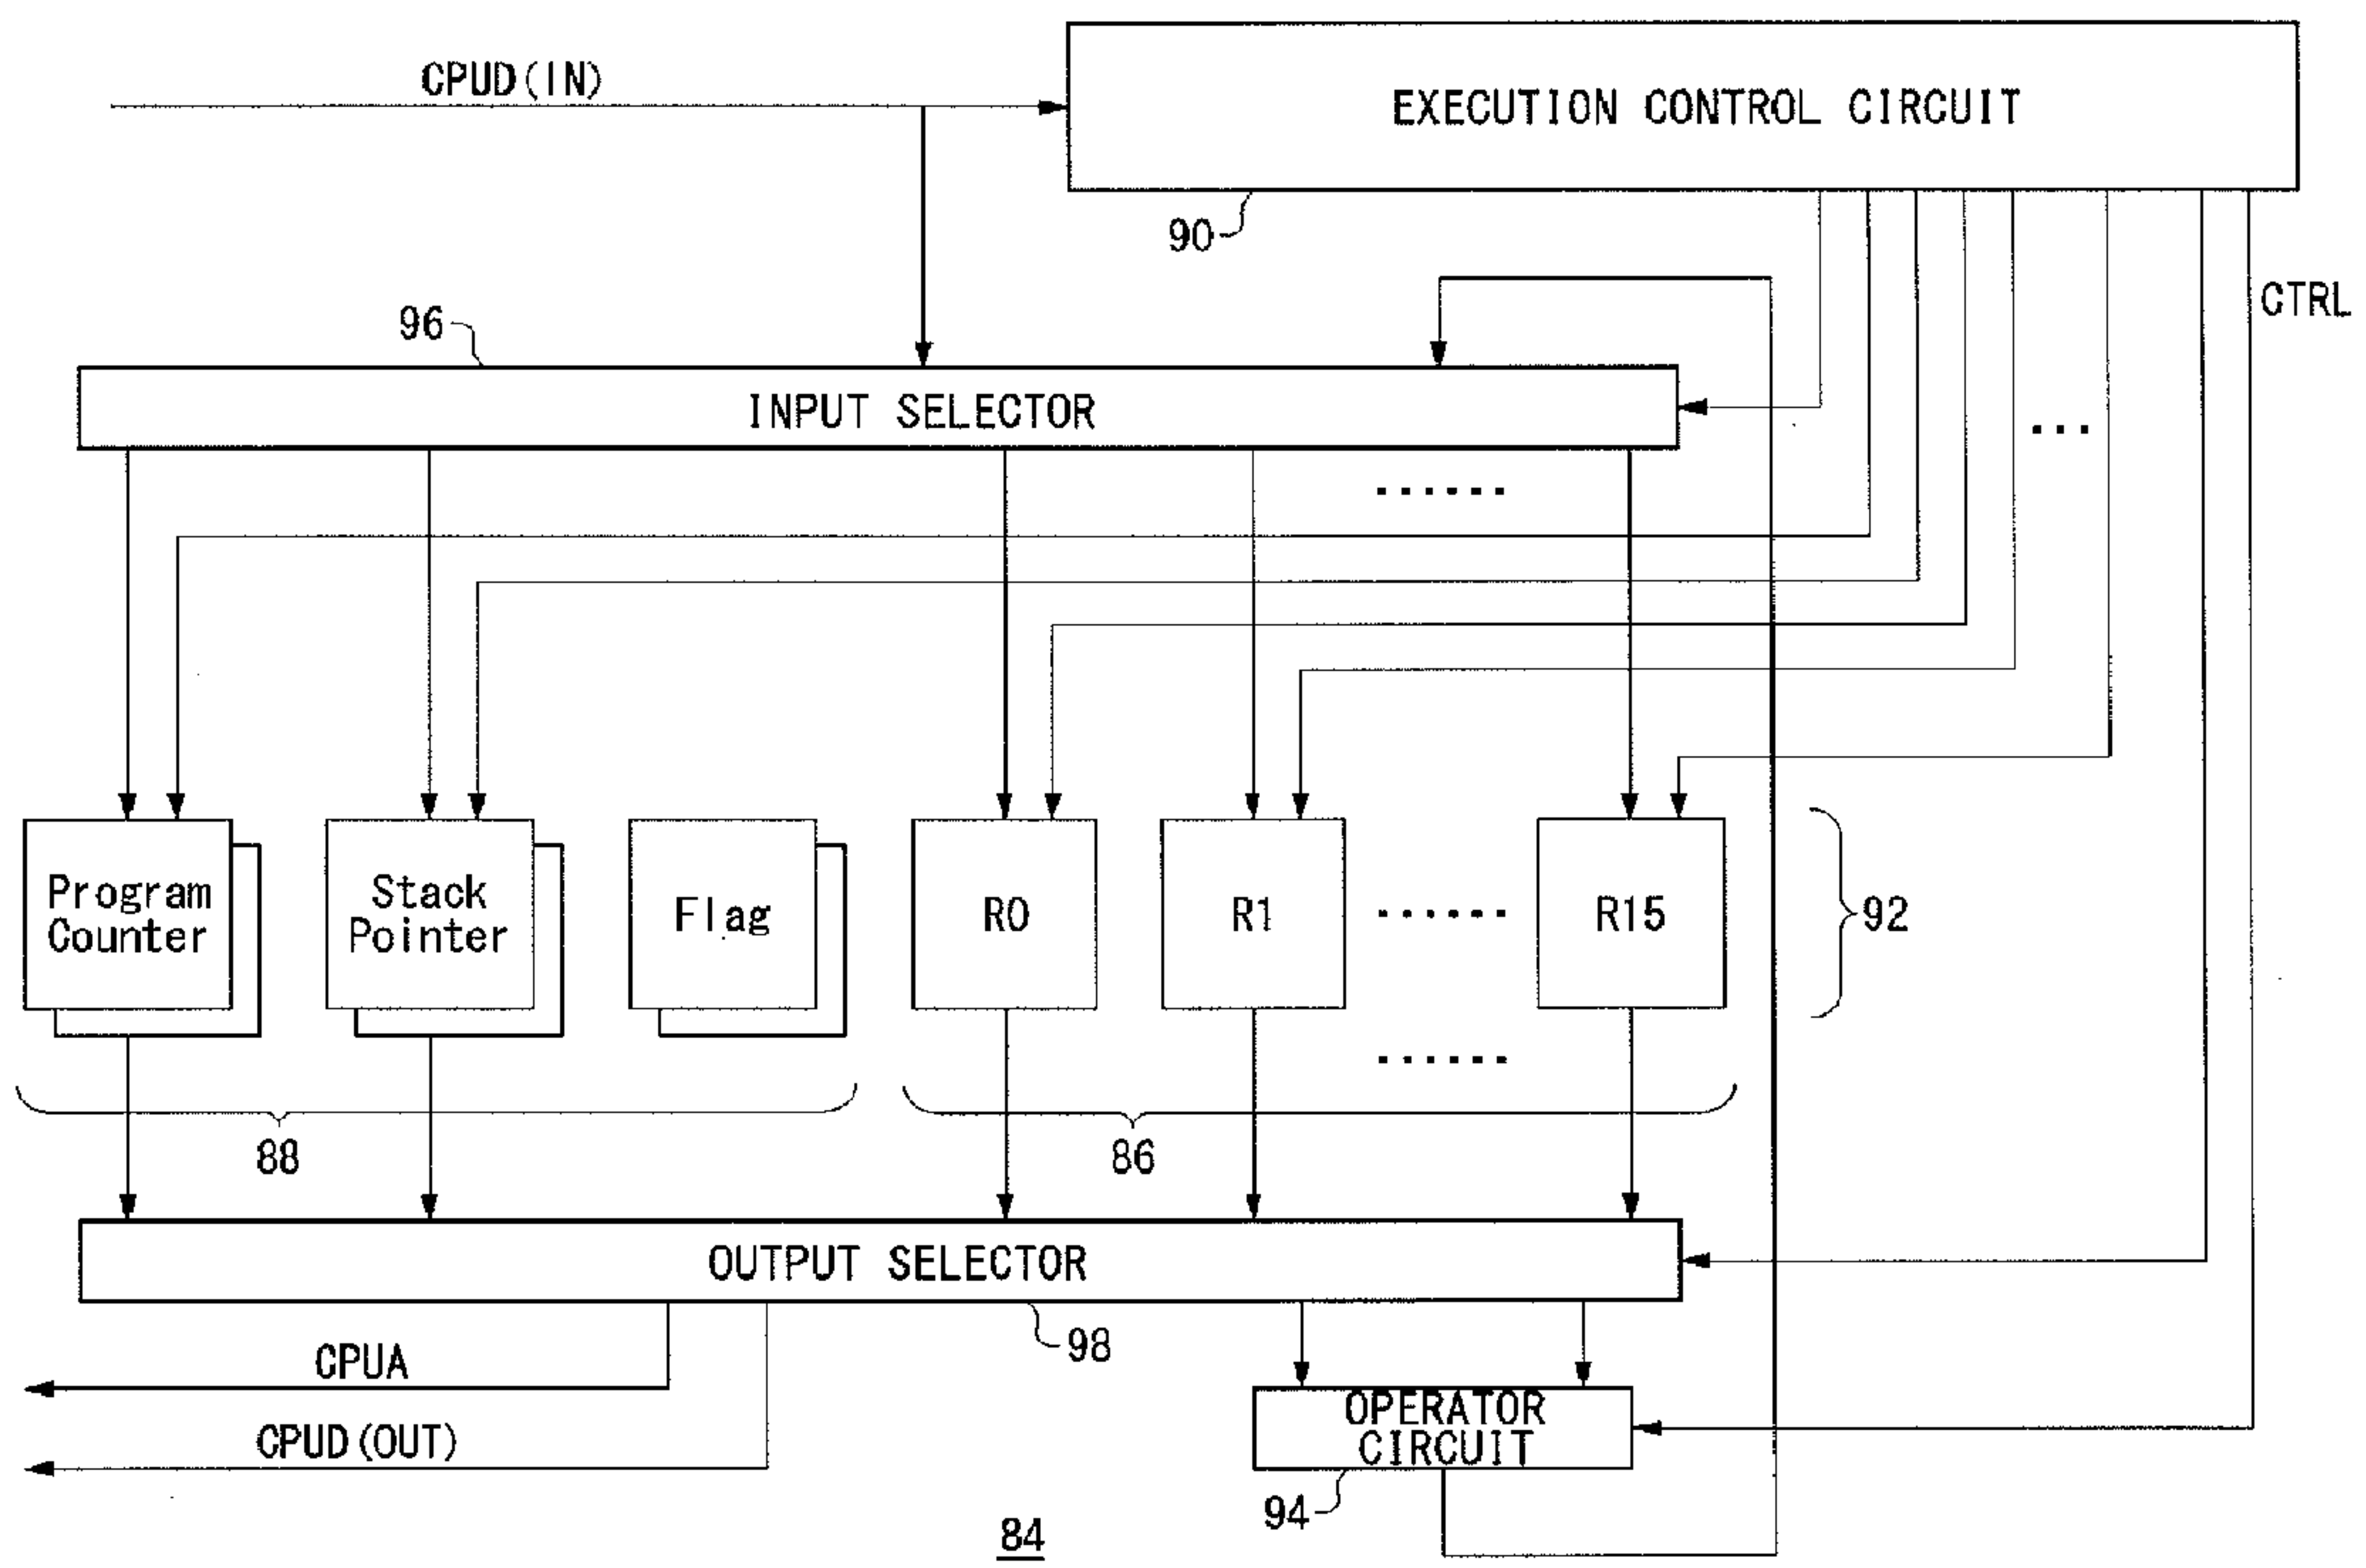 CPUD(IN)
EXECUTION CONTROL CIRCUIT
90
CTRL
96
INPUT SELECTOR
...
......
Program
Counter
Stack
Pointer
Flag
R0
R1
......
R15
92
......
88
86
OUTPUT SELECTOR
98
CPUA
CPUD(OUT)
OPERATOR
CIRCUIT
94
84